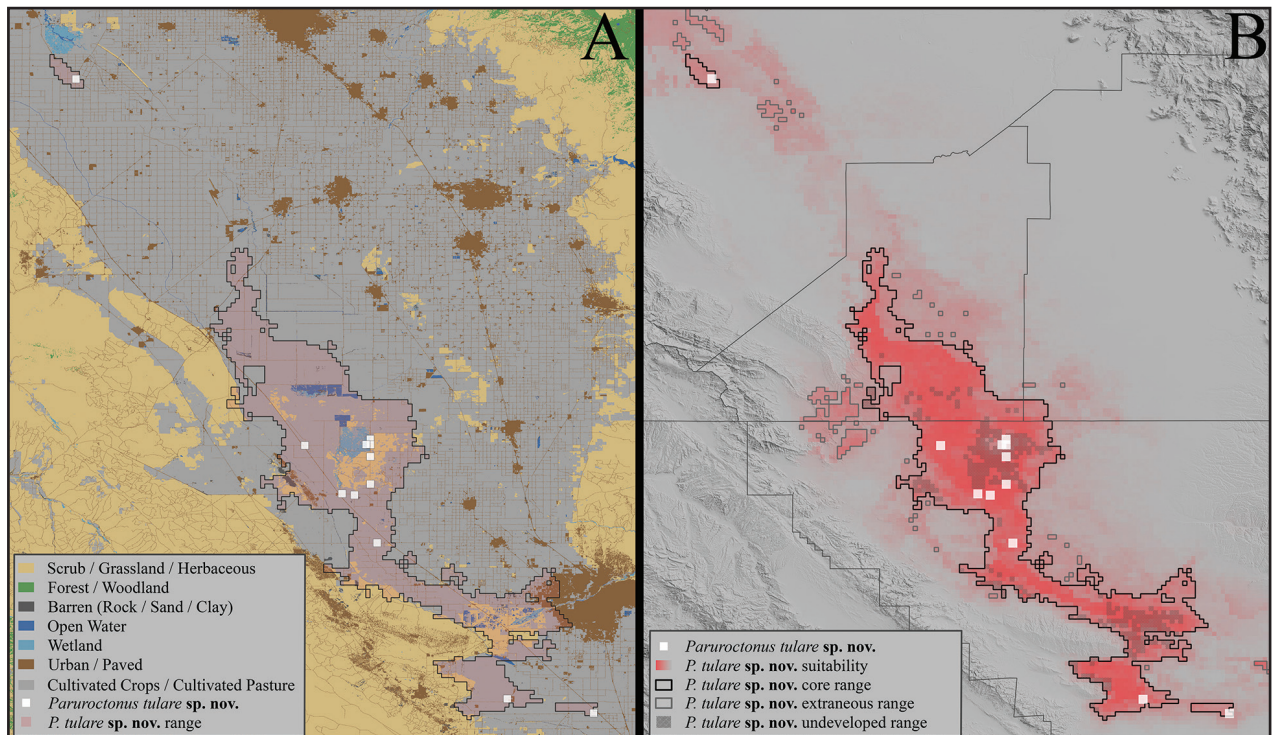 A
Scrub / Grassland / Herbaceous
Forest / Woodland
Barren (Rock / Sand / Clay)
Open Water
Wetland
Urban / Paved
Cultivated Crops / Cultivated Pasture
Paruroctonus tulare sp. nov.
P. tulare sp. nov. range
B
Paruroctonus tulare sp. nov.
P. tulare sp. nov. suitability
P. tulare sp. nov. core range
P. tulare sp. nov. extraneous range
P. tulare sp. nov. undeveloped range